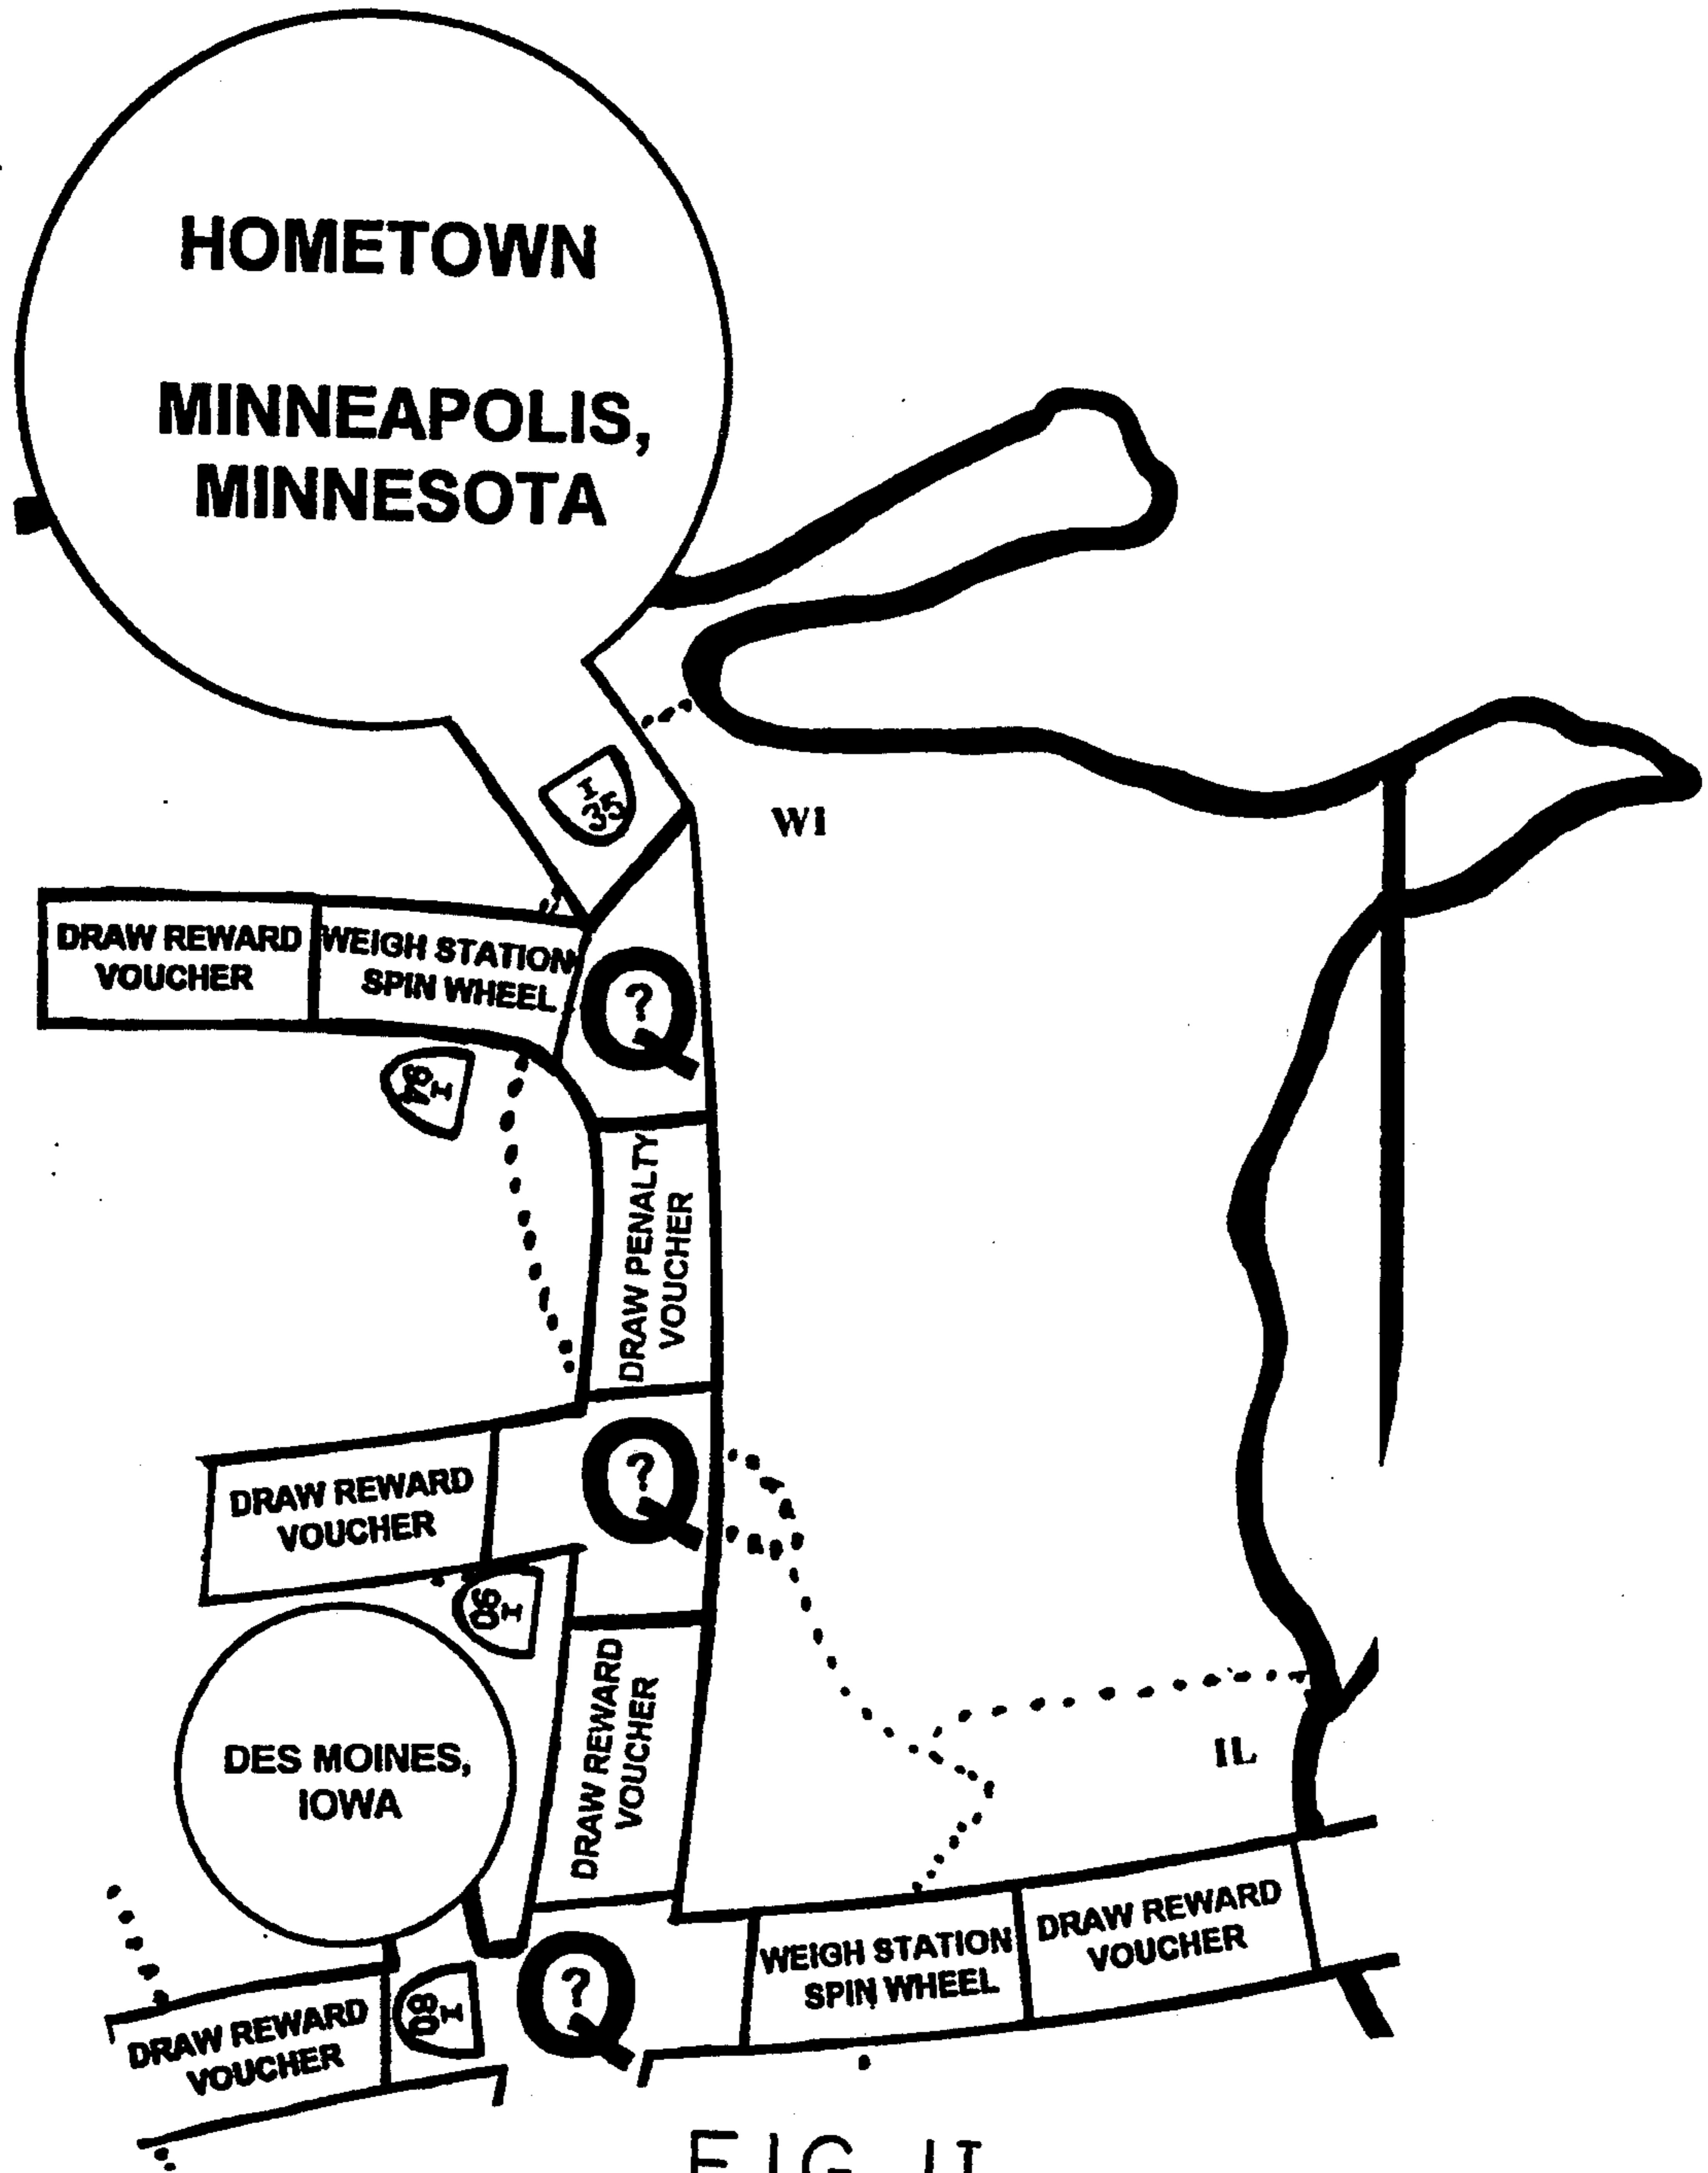 HOMETOWN
MINNEAPOLIS,
MINNESOTA
I
35
WI
DRAW REWARD
VOUCHER
WEIGH STATION
SPIN WHEEL
Q
?
I
94
DRAW PENALTY
VOUCHER
Q
?
DRAW REWARD
VOUCHER
I
90
DRAW REWARD
VOUCHER
DES MOINES,
IOWA
IL
WEIGH STATION
SPIN WHEEL
DRAW REWARD
VOUCHER
Q
?
I
80
DRAW REWARD
VOUCHER
FIG